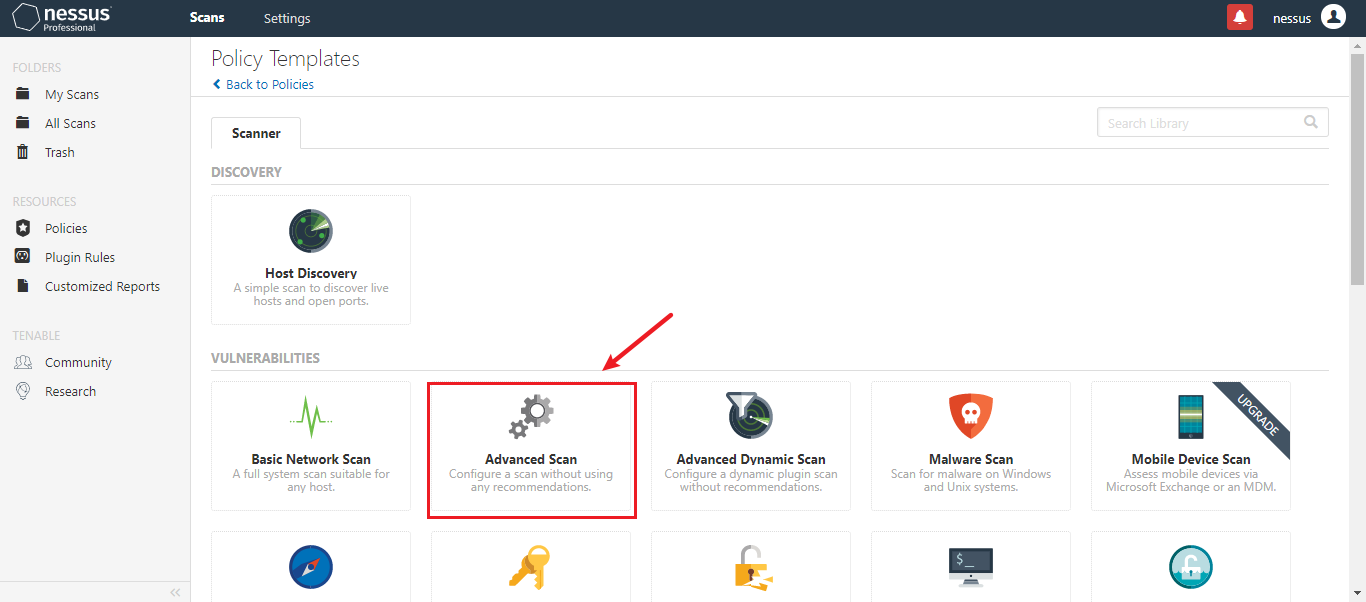 nessus
Professional
Scans
Settings
nessus
FOLDERS
My Scans
All Scans
Trash
RESOURCES
Policies
Plugin Rules
Customized Reports
TENABLE
Community
Research
Policy Templates
Back to Policies
Scanner
Search Library
DISCOVERY
Host Discovery
A simple scan to discover live
hosts and open ports.
VULNERABILITIES
Basic Network Scan
A full system scan suitable for
any host.
Advanced Scan
Configure a scan without using
any recommendations.
Advanced Dynamic Scan
Configure a dynamic plugin scan
without recommendations.
Malware Scan
Scan for malware on Windows
and Unix systems.
UPGRADE
Mobile Device Scan
Assess mobile devices via
Microsoft Exchange or an MDM.
$_